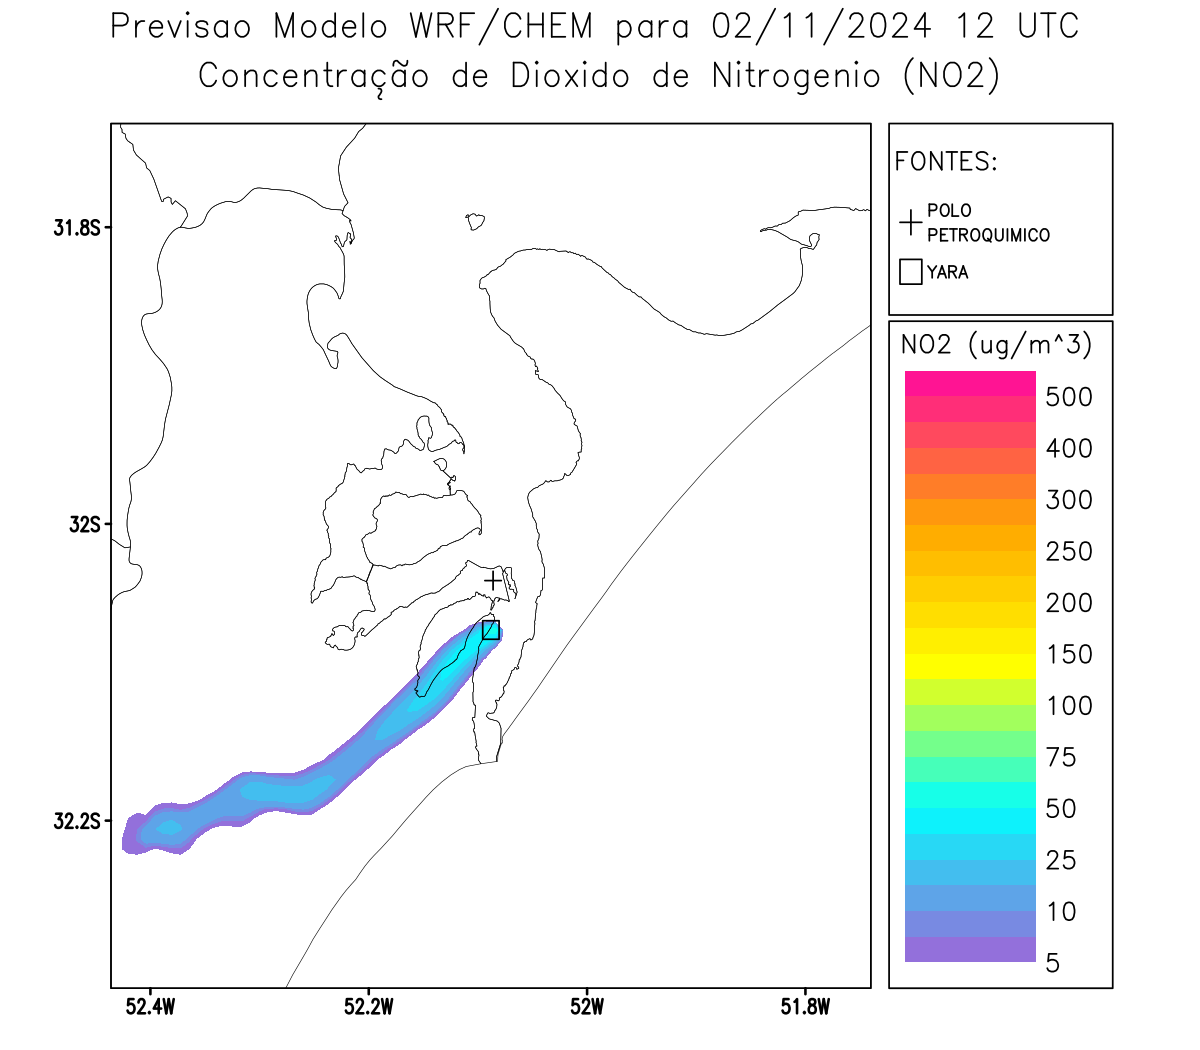 Previsao Modelo WRF/CHEM para 02/11/2024 12 UTC
Concentração de Dioxido de Nitrogenio (NO2)
FONTES:
POLO
PETROQUIMICO
YARA
31.8S
32S
32.2S
52.4W
52.2W
52W
51.8W
NO2 (ug/m^3)
500
400
300
250
200
150
100
75
50
25
10
5